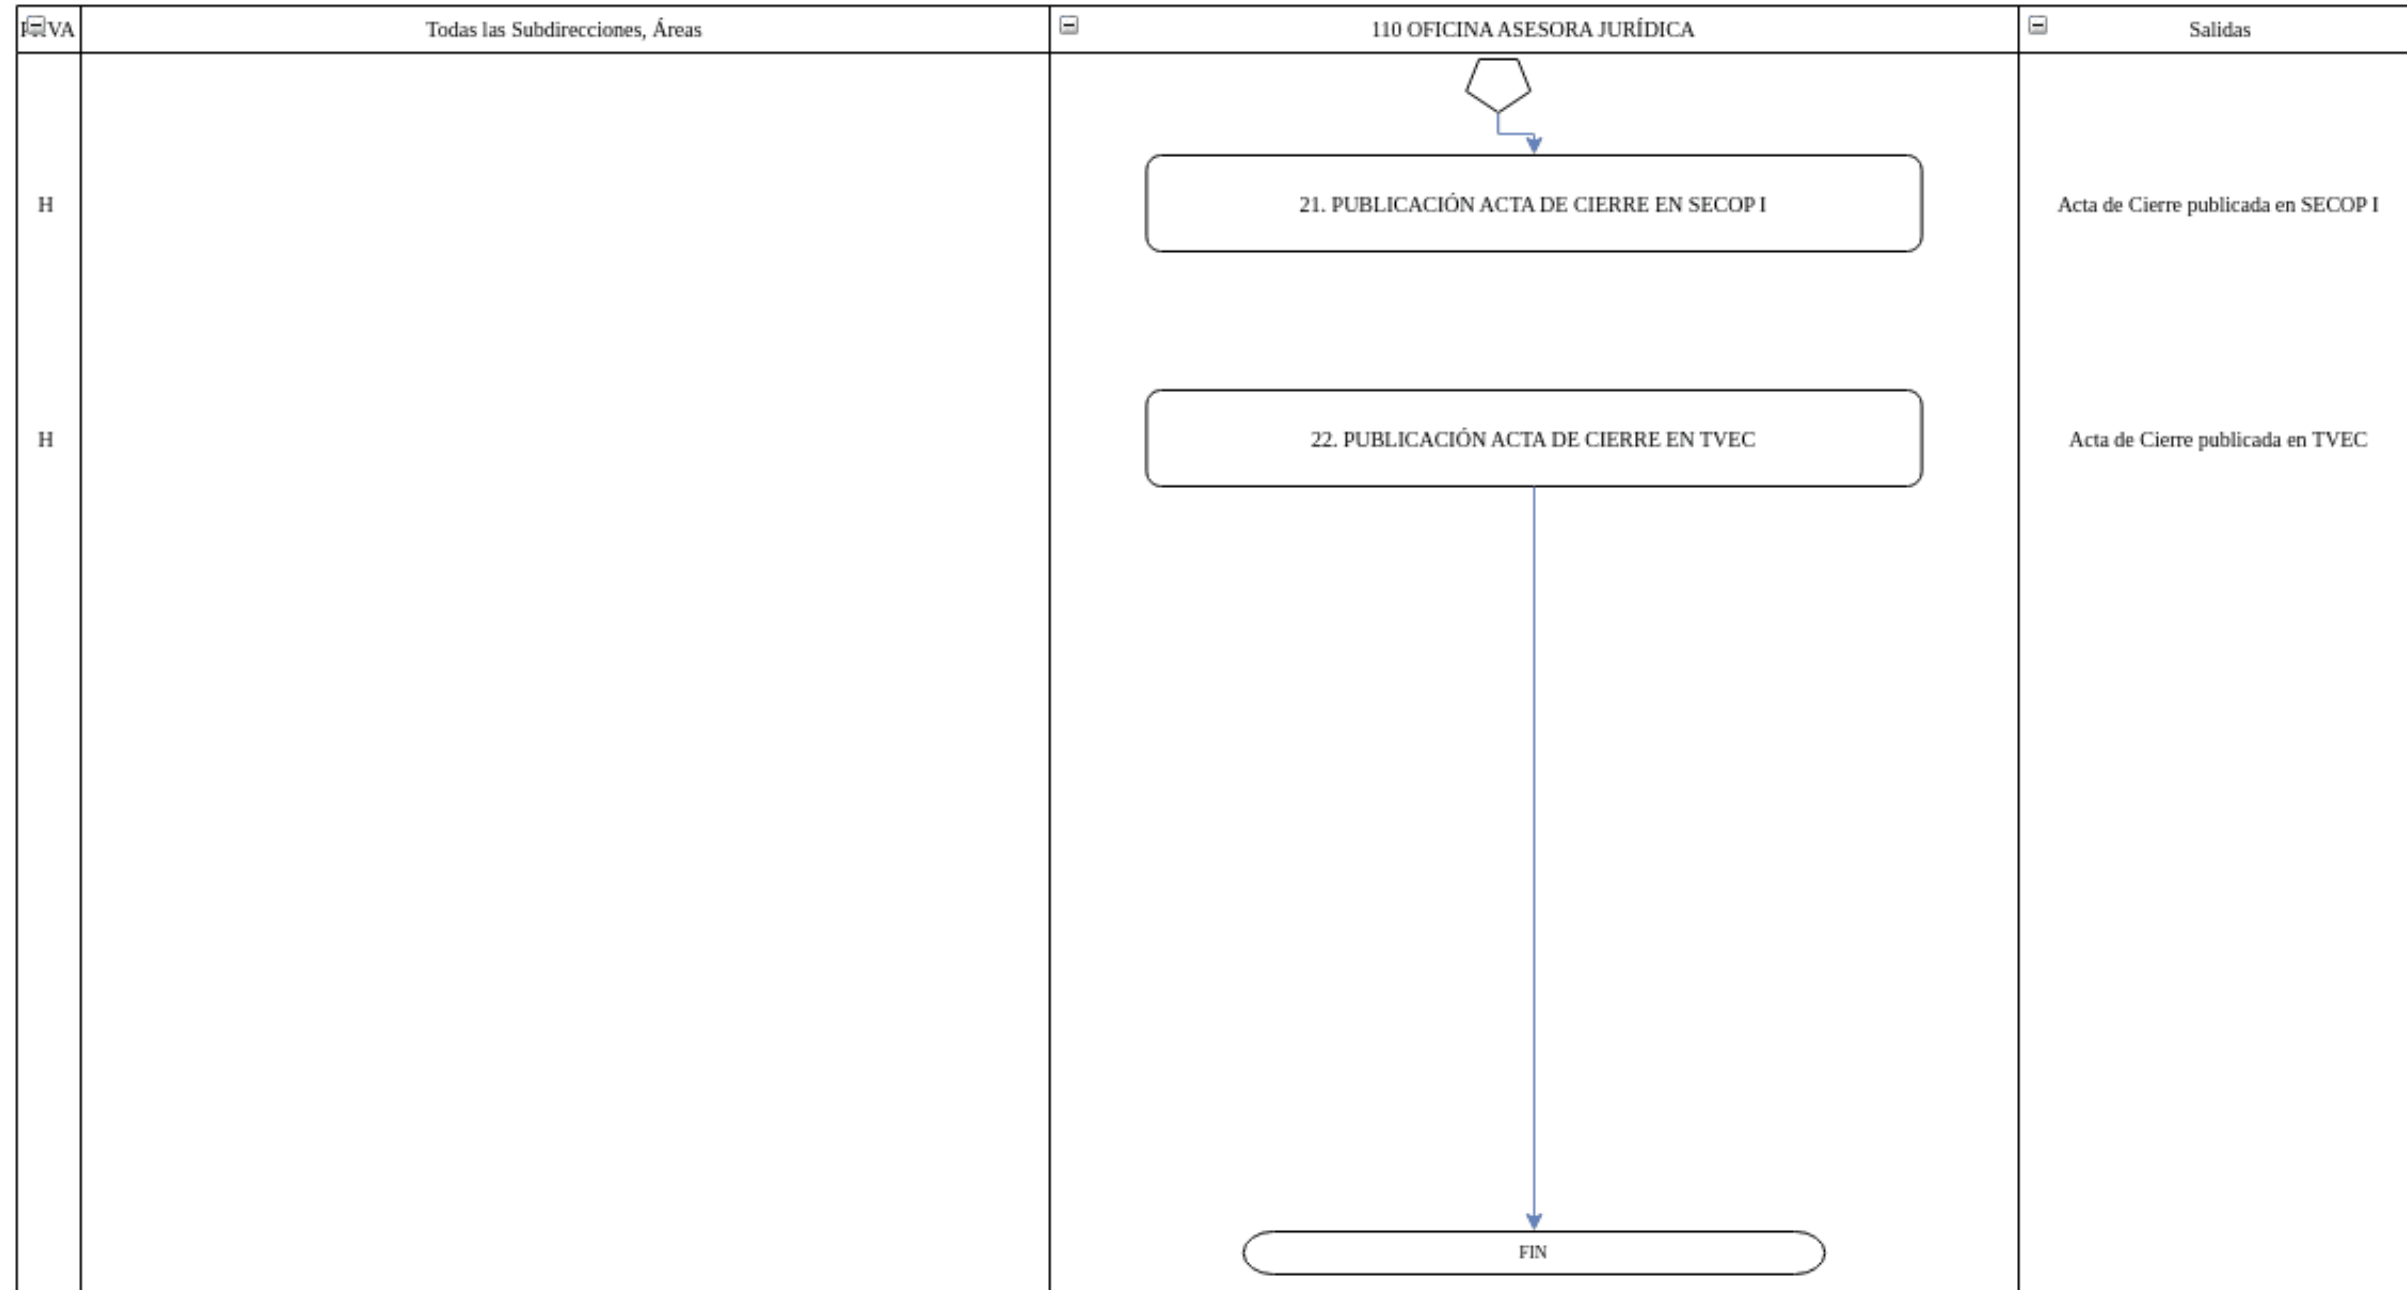 Todas las Subdirecciones, Áreas
110 OFICINA ASESORA JURÍDICA
Salidas
H
21. PUBLICACIÓN ACTA DE CIERRE EN SECOP I
Acta de Cierre publicada en SECOP I
H
22. PUBLICACIÓN ACTA DE CIERRE EN TVEC
Acta de Cierre publicada en TVEC
FIN